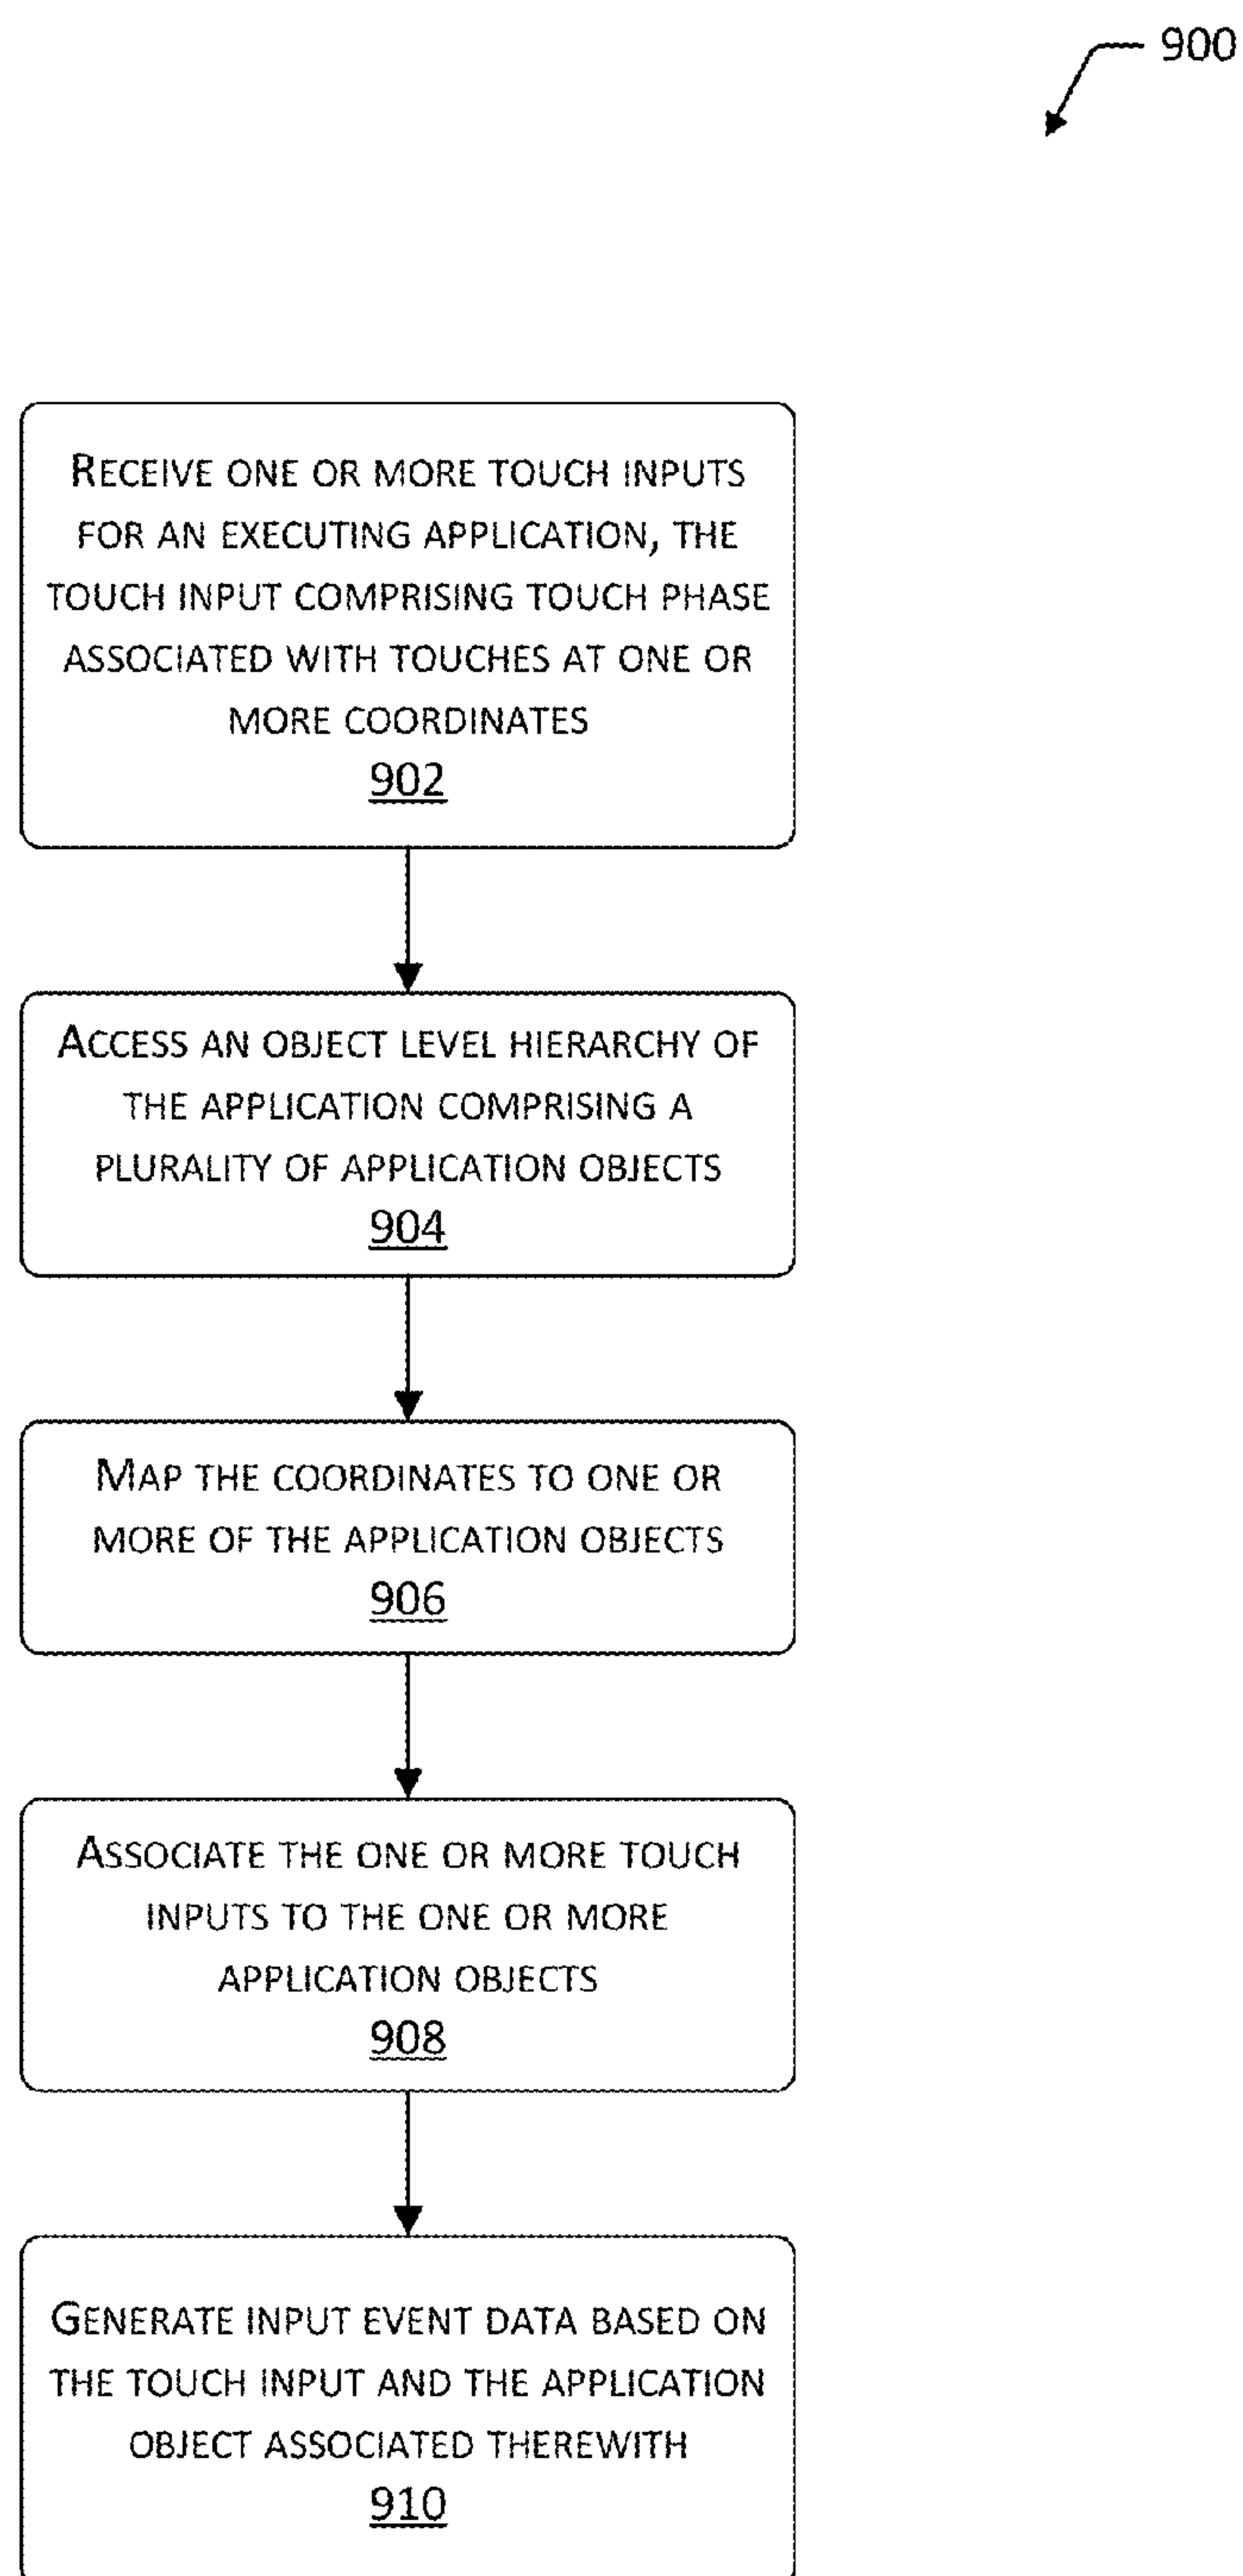 900
RECEIVE ONE OR MORE TOUCH INPUTS
FOR AN EXECUTING APPLICATION, THE
TOUCH INPUT COMPRISING TOUCH PHASE
ASSOCIATED WITH TOUCHES AT ONE OR
MORE COORDINATES
902
ACCESS AN OBJECT LEVEL HIERARCHY OF
THE APPLICATION COMPRISING A
PLURALITY OF APPLICATION OBJECTS
904
MAP THE COORDINATES TO ONE OR
MORE OF THE APPLICATION OBJECTS
906
ASSOCIATE THE ONE OR MORE TOUCH
INPUTS TO THE ONE OR MORE
APPLICATION OBJECTS
908
GENERATE INPUT EVENT DATA BASED ON
THE TOUCH INPUT AND THE APPLICATION
OBJECT ASSOCIATED THEREWITH
910